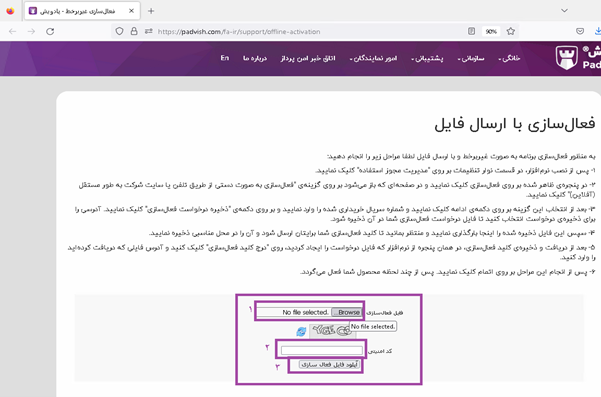 فعال‌سازی غیربرخط - پادویش
https://padvish.com/fa-ir/support/offline-activation
90%
خانگی
سازمانی
پشتیبانی
امور نمایندگان
اتاق خبر امن پرداز
درباره ما
En
Pad
فعال‌سازی با ارسال فایل
به منظور فعال‌سازی برنامه به صورت غیربرخط و با ارسال فایل لطفا مراحل زیر را انجام دهید:
۱- پس از نصب نرم‌افزار، در قسمت نوار تنظیمات بر روی "مدیریت مجوز استفاده" کلیک نمایید.
۲- در پنجره‌ی ظاهر شده بر روی فعال‌سازی کلیک نمایید و در صفحه‌ای که باز می‌شود بر روی گزینه‌ی "فعال‌سازی به صورت دستی از طریق تلفن یا سایت شرکت به طور مستقل
(آفلاین)" کلیک نمایید.
۳- بعد از انتخاب این گزینه بر روی دکمه‌ی ادامه کلیک نمایید و شماره سریال خریداری شده را وارد نمایید و بر روی دکمه‌ی "ذخیره درخواست فعال‌سازی" کلیک نمایید. آدرسی را
برای ذخیره‌ی درخواست انتخاب کنید تا فایل درخواست فعال‌سازی شما در آن ذخیره شود.
۴- سپس این فایل ذخیره شده را اینجا بارگذاری نمایید و منتظر بمانید تا کلید فعال‌سازی شما برایتان ارسال شود و آن را در محل مناسبی ذخیره نمایید.
۵- بعد از دریافت و ذخیره‌ی کلید فعال‌سازی، در همان پنجره از نرم‌افزار که فایل درخواست را ایجاد کردید، روی "درج کلید فعال‌سازی" کلیک کنید و آدرس فایلی که دریافت کرده‌اید
را وارد کنید.
۶- پس از انجام این مراحل بر روی اتمام کلیک نمایید. پس از چند لحظه محصول شما فعال می‌گردد.
فایل فعال‌سازی Browse... No file selected. ۱
No file selected.
کد امنیتی ۲
آپلود فایل فعال سازی ۳